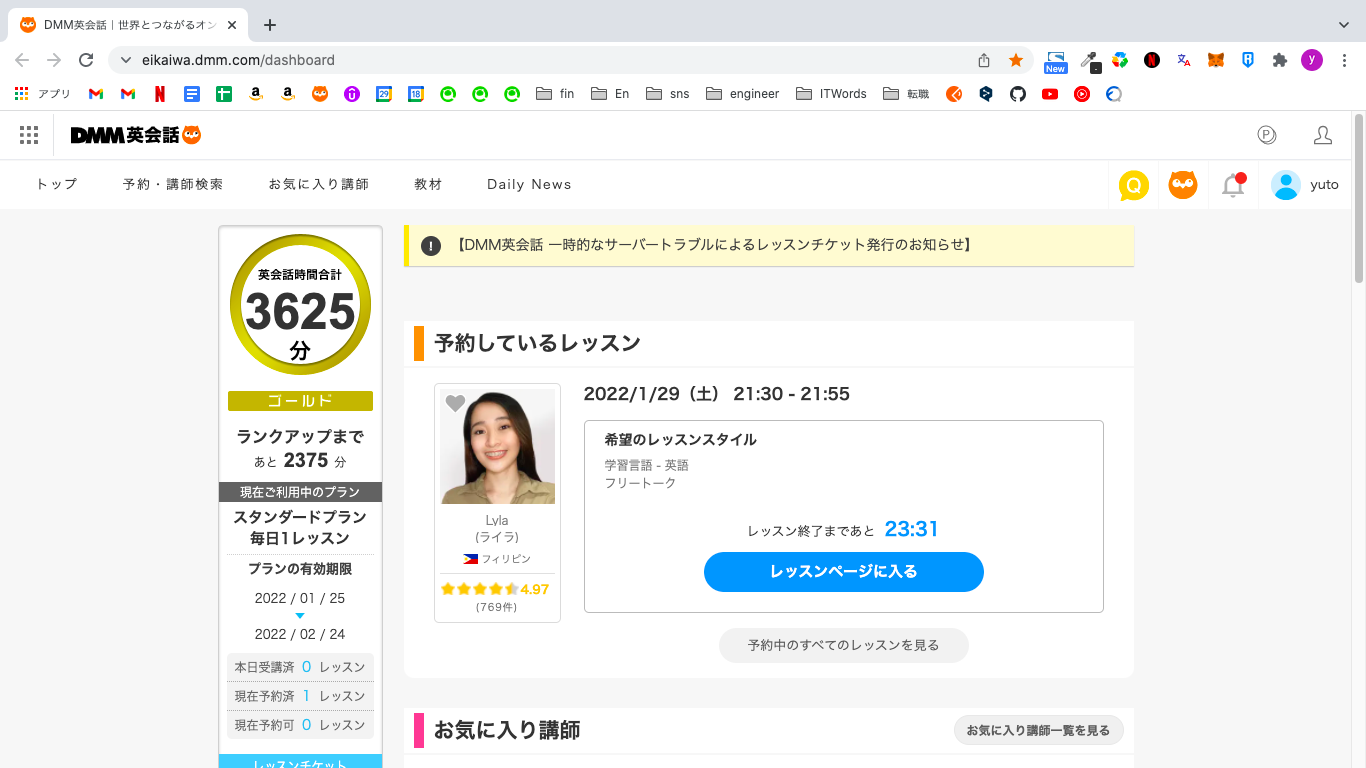 DMM英会話 | 世界とつながるオン
eikaiwa.dmm.com/dashboard
New
y
アプリ
29
18
fin
En
sns
engineer
ITWords
転職
DMM英会話
P
トップ
予約・講師検索
お気に入り講師
教材
Daily News
Q
yuto
英会話時間合計
3625
分
ゴールド
ランクアップまで
あと 2375 分
現在ご利用中のプラン
スタンダードプラン
毎日1レッスン
プランの有効期限
2022 / 01 / 25
2022 / 02 / 24
本日受講済 0 レッスン
現在予約済 1 レッスン
現在予約可 0 レッスン
レッスンチケット
【DMM英会話 一時的なサーバートラブルによるレッスンチケット発行のお知らせ】
予約しているレッスン
Lyla
(ライラ)
フィリピン
4.97
(769件)
2022/1/29（土） 21:30 - 21:55
希望のレッスンスタイル
学習言語 - 英語
フリートーク
レッスン終了まであと 23:31
レッスンページに入る
予約中のすべてのレッスンを見る
お気に入り講師
お気に入り講師一覧を見る